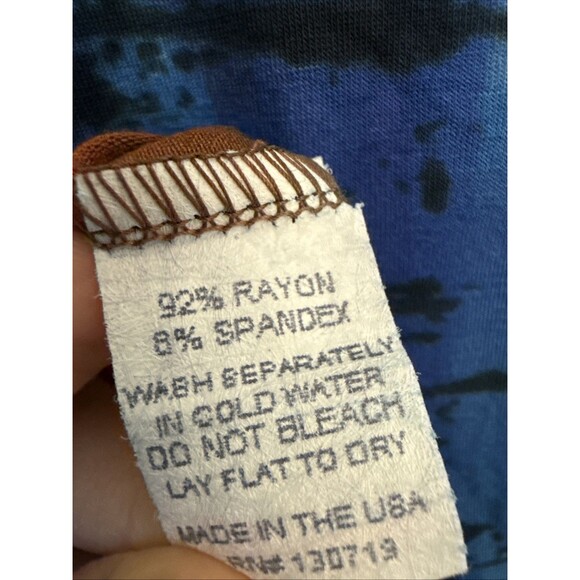 92% RAYON
8% SPANDEX
WASH SEPARATELY
IN COLD WATER
DO NOT BLEACH
LAY FLAT TO DRY
MADE IN THE USA
RN# 130719